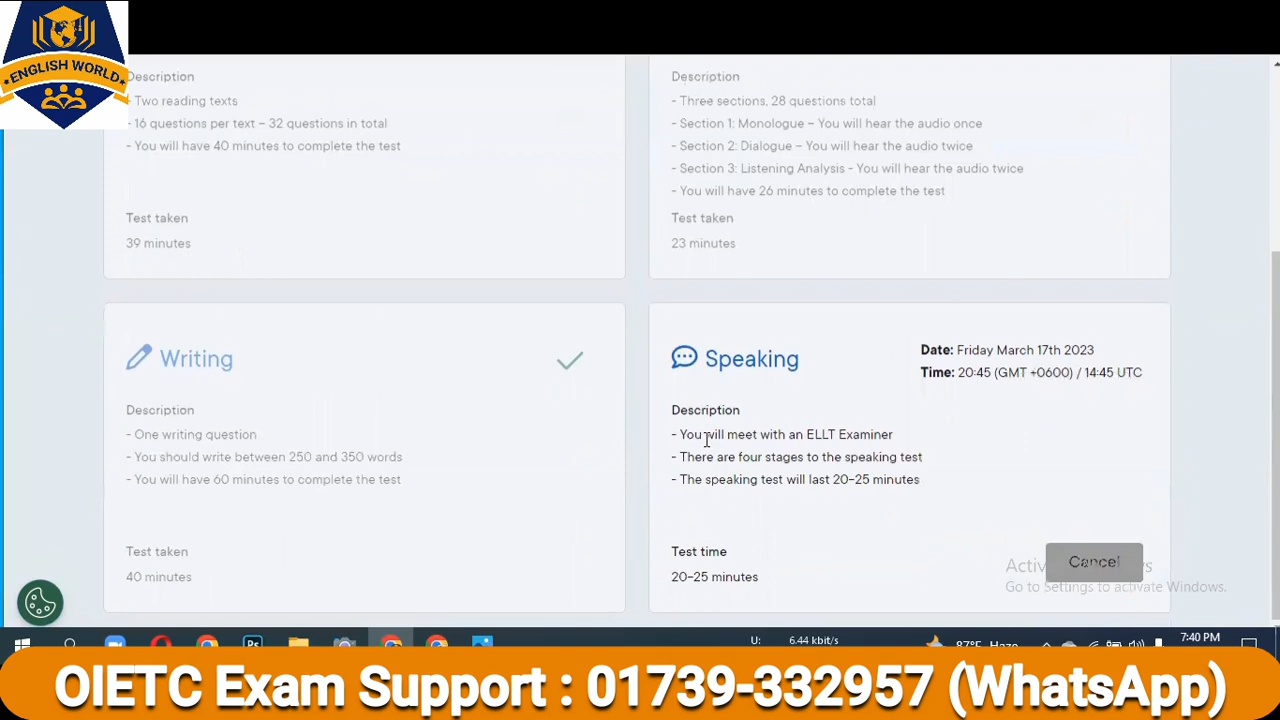 ENGLISH WORLD
Description
- Two reading texts
- 16 questions per text – 32 questions in total
- You will have 40 minutes to complete the test
Test taken
39 minutes
Description
- Three sections, 28 questions total
- Section 1: Monologue – You will hear the audio once
- Section 2: Dialogue – You will hear the audio twice
- Section 3: Listening Analysis - You will hear the audio twice
- You will have 26 minutes to complete the test
Test taken
23 minutes
Writing
Description
- One writing question
- You should write between 250 and 350 words
- You will have 60 minutes to complete the test
Test taken
40 minutes
Speaking
Date: Friday March 17th 2023
Time: 20:45 (GMT +0600) / 14:45 UTC
Description
- You will meet with an ELLT Examiner
- There are four stages to the speaking test
- The speaking test will last 20–25 minutes
Test time
20–25 minutes
Cancel
Go to Settings to activate Windows.
Ps
U:
6.44 kbit/s
87°F Haze
7:40 PM
OIETC Exam Support : 01739-332957 (WhatsApp)